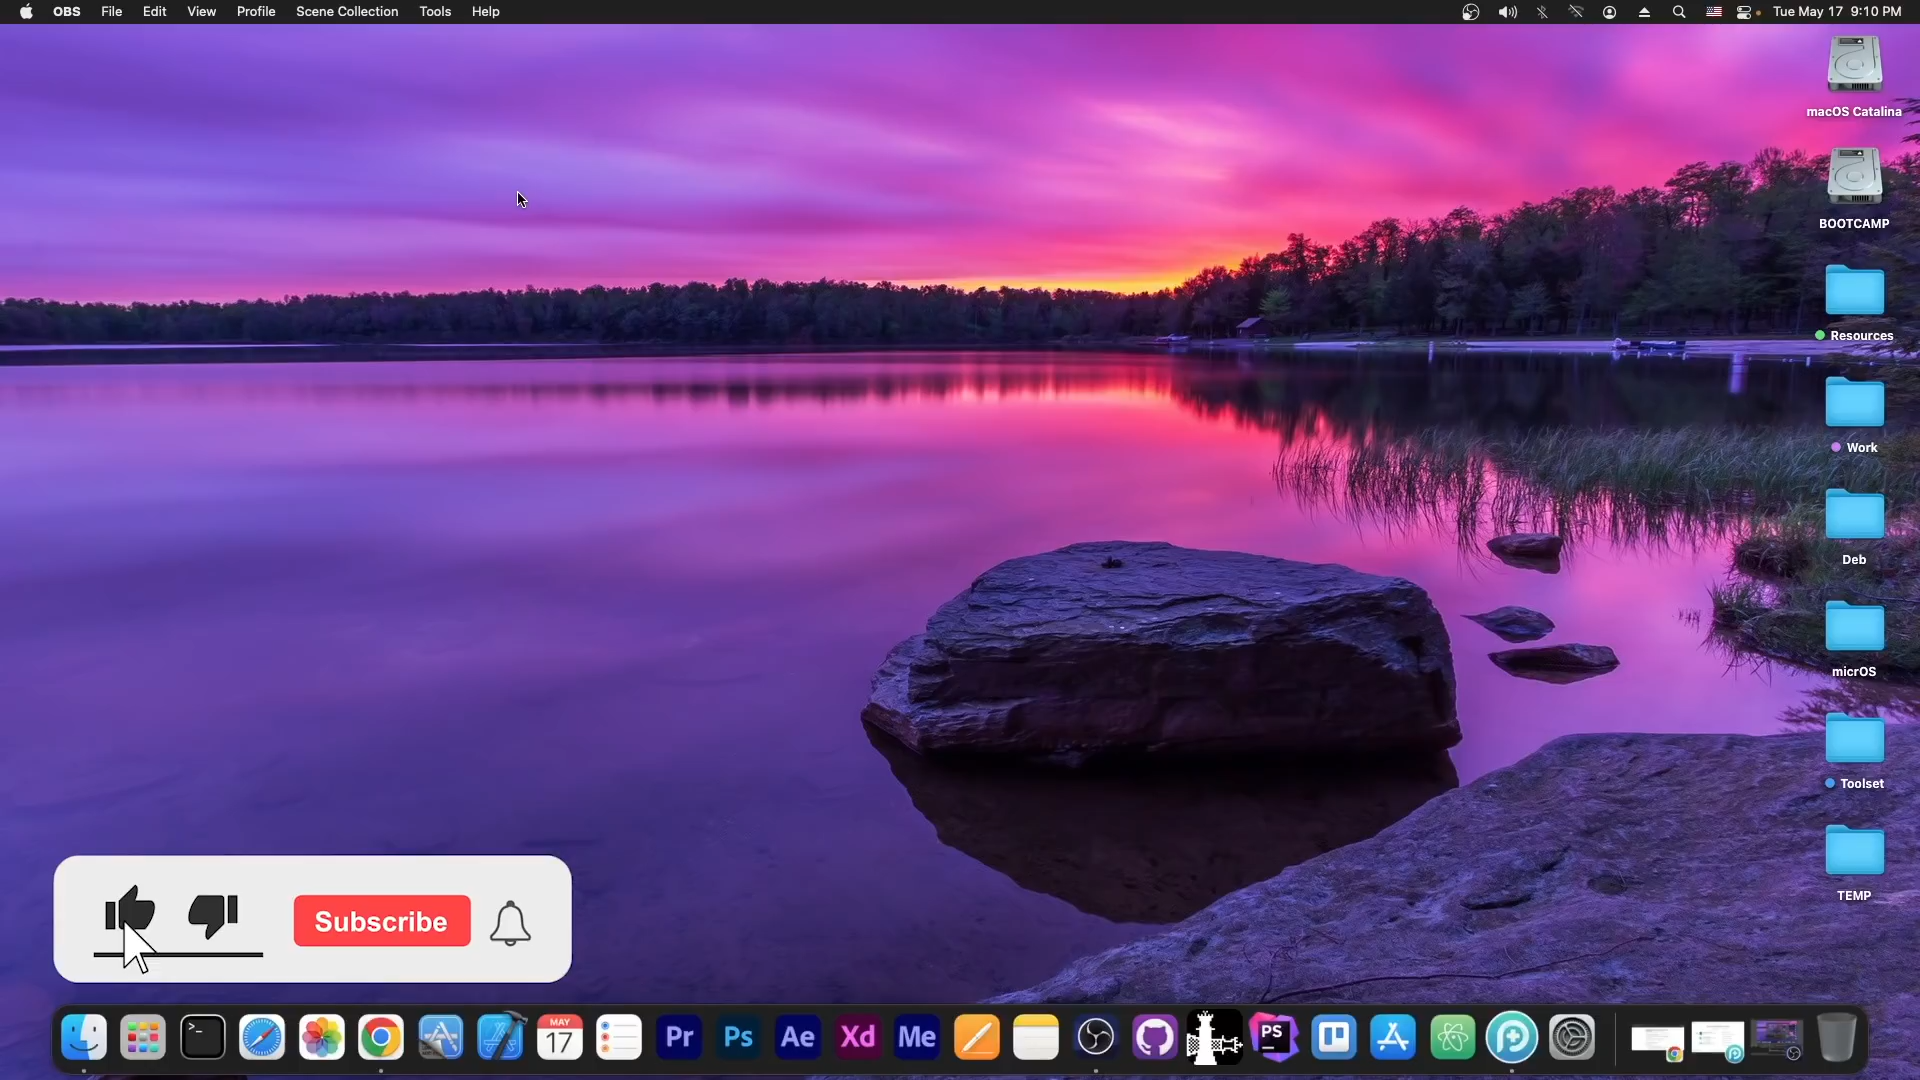 OBS File Edit View Profile Scene Collection Tools Help Tue May 17 9:10 PM
macOS Catalina
BOOTCAMP
Resources
Work
Deb
micrOS
Toolset
TEMP
Subscribe
>_
MAY
17
Pr
Ps
Ae
Xd
Me
PS